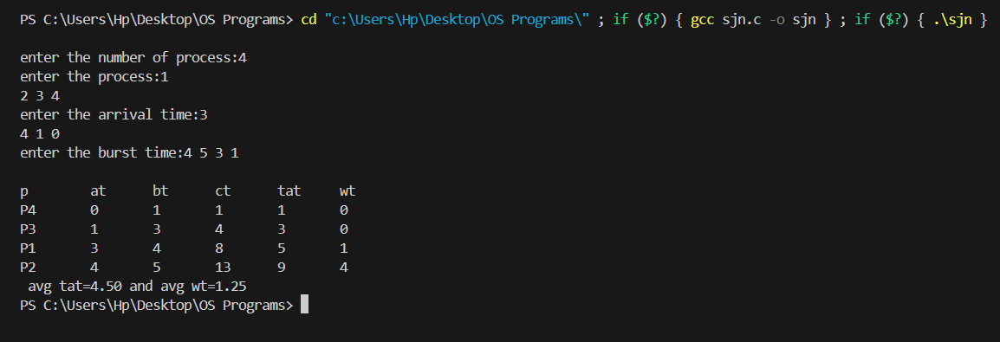 PS C:\Users\Hp\Desktop\OS Programs> cd "c:\Users\Hp\Desktop\OS Programs\" ; if ($?) { gcc sjn.c -o sjn } ; if ($?) { .\sjn }
enter the number of process:4
enter the process:1
2 3 4
enter the arrival time:3
4 1 0
enter the burst time:4 5 3 1
p at bt ct tat wt
P4 0 1 1 1 0
P3 1 3 4 3 0
P1 3 4 8 5 1
P2 4 5 13 9 4
avg tat=4.50 and avg wt=1.25
PS C:\Users\Hp\Desktop\OS Programs>